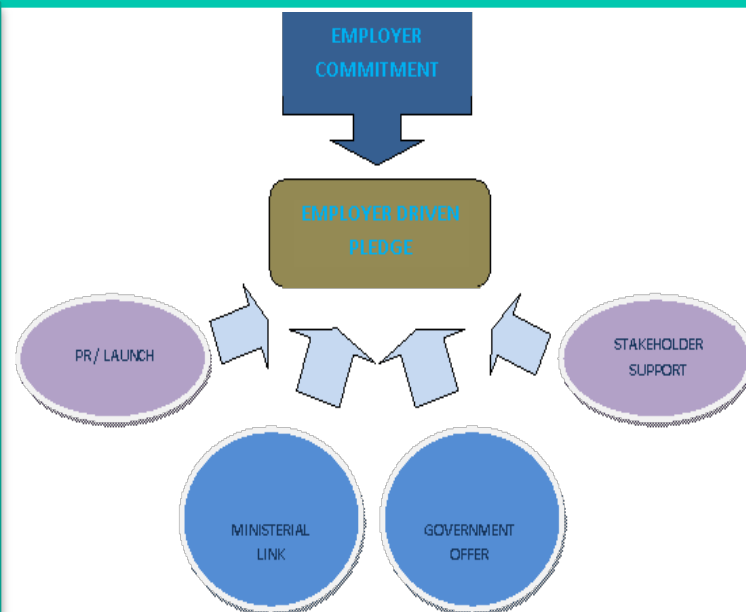 EMPLOYER
COMMITMENT
EMPLOYER DRIVEN
PLEDGE
PR / LAUNCH
STAKEHOLDER
SUPPORT
MINISTERIAL
LINK
GOVERNMENT
OFFER